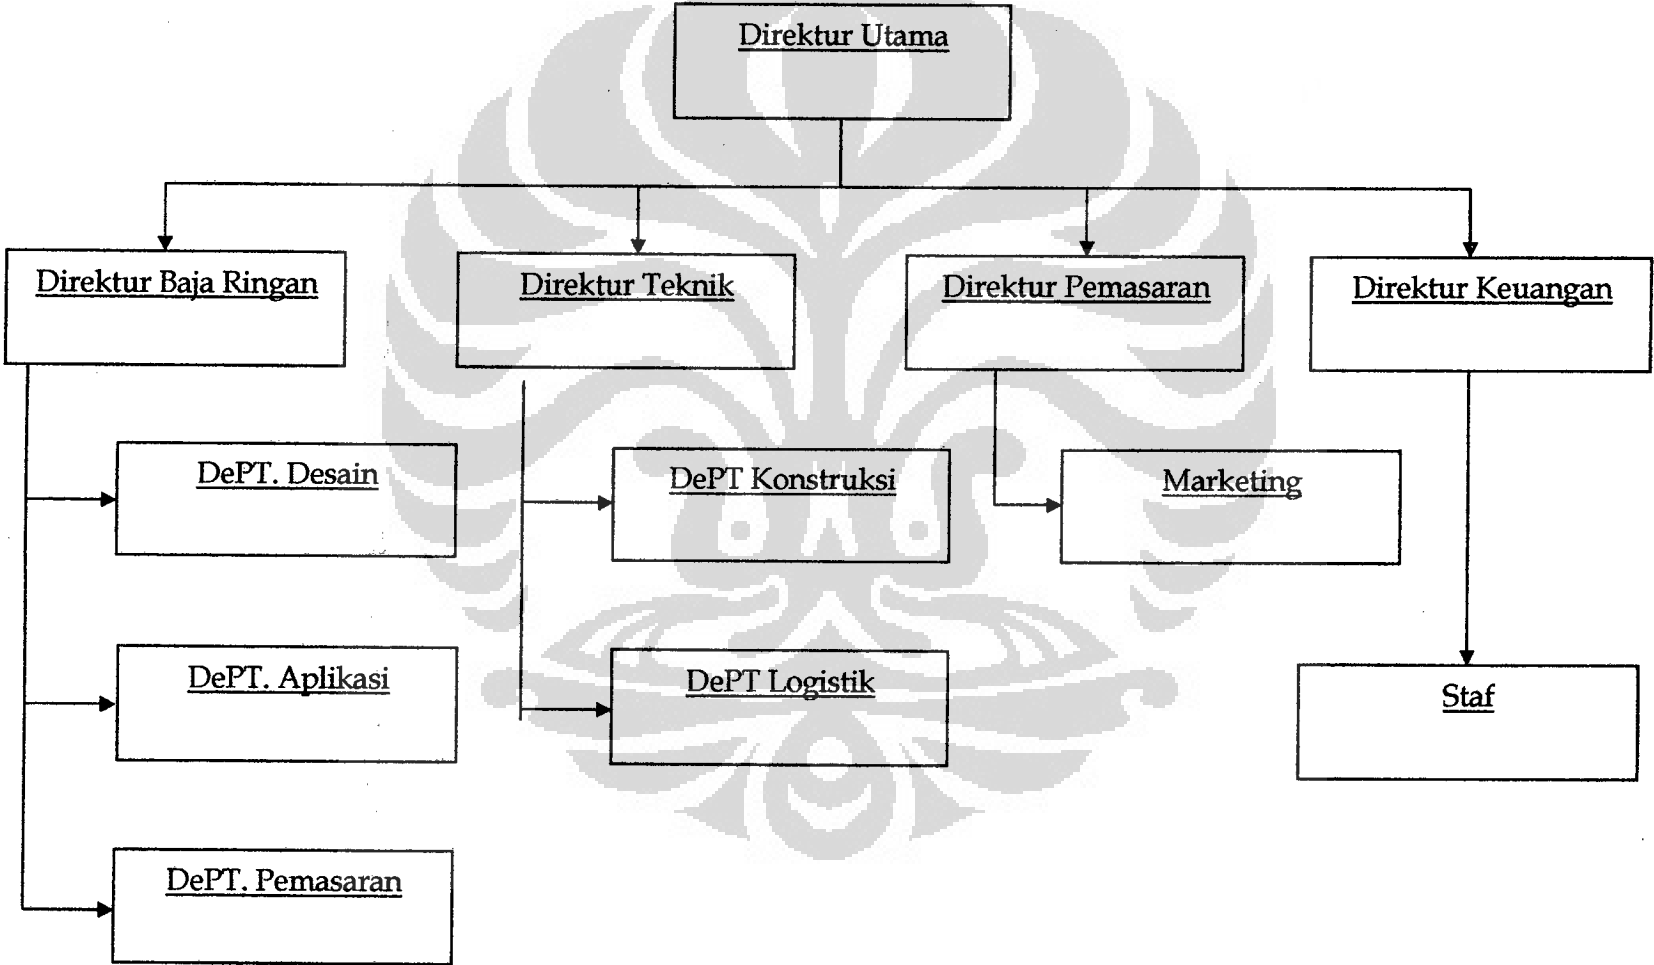 Direktur Utama
Direktur Baja Ringan
Direktur Teknik
Direktur Pemasaran
Direktur Keuangan
DePT. Desain
DePT Konstruksi
Marketing
DePT. Aplikasi
DePT Logistik
Staf
DePT. Pemasaran